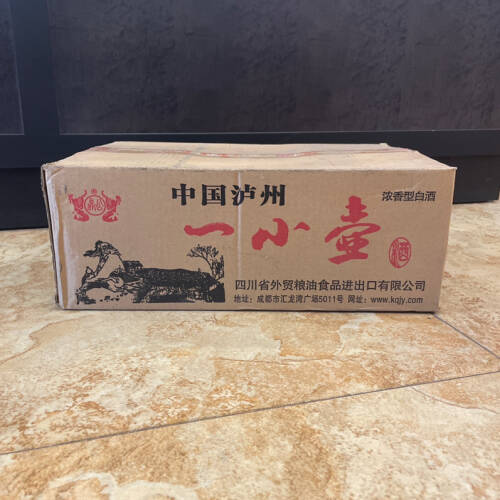 中国泸州
浓香型白酒
一小壶
酒
四川省外贸粮油食品进出口有限公司
地址：成都市汇龙湾广场5011号 网址：www.kqjy.com